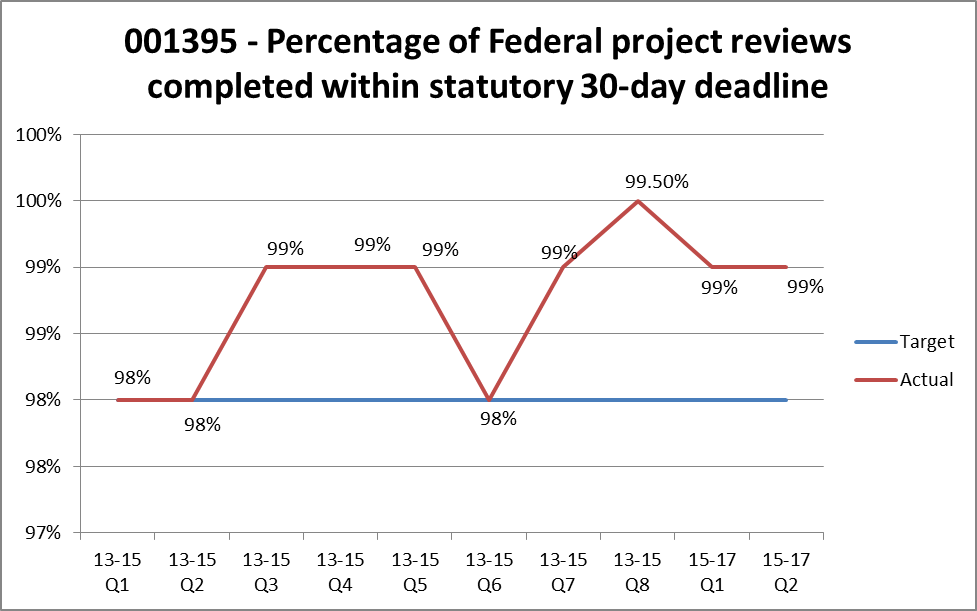 001395 - Percentage of Federal project reviews
completed within statutory 30-day deadline
100%
100%
99%
99%
98%
98%
97%
98%
98%
99%
99%
99%
98%
99%
99.50%
99%
99%
13-15 Q1
13-15 Q2
13-15 Q3
13-15 Q4
13-15 Q5
13-15 Q6
13-15 Q7
13-15 Q8
15-17 Q1
15-17 Q2
Target
Actual